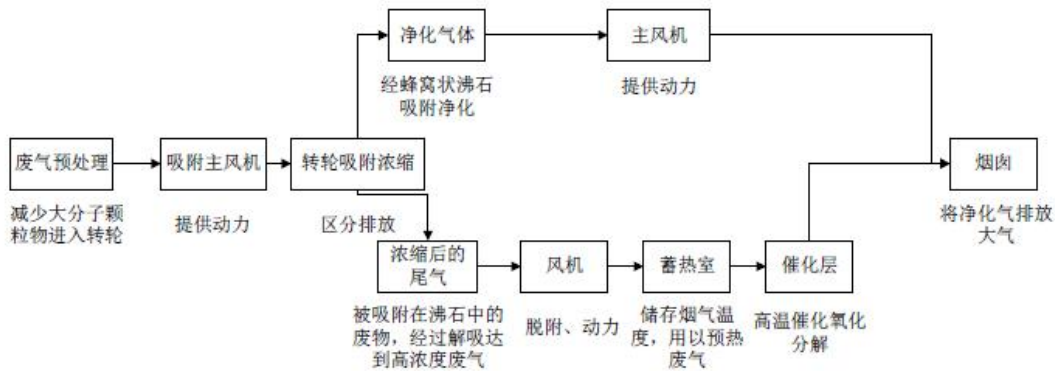 净化气体
主风机
经蜂窝状沸石
吸附净化
提供动力
废气预处理
吸附主风机
转轮吸附浓缩
烟囱
减少大分子颗
粒物进入转轮
提供动力
区分排放
将净化气排放
大气
浓缩后的
尾气
风机
蓄热室
催化层
被吸附在沸石中的
废物，经过解吸达
到高浓度废气
脱附、动力
储存烟气温
度，用以预热
废气
高温催化氧化
分解